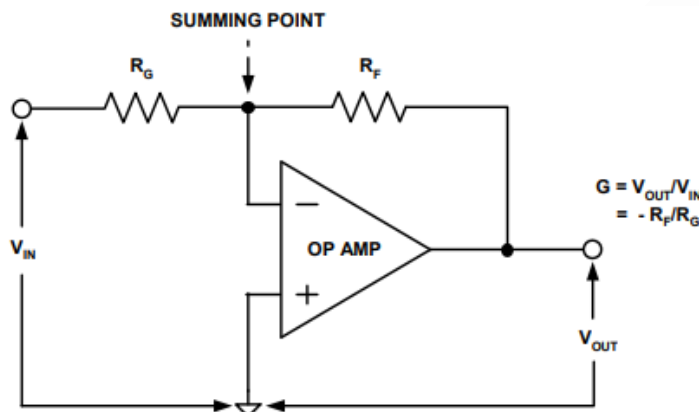 SUMMING POINT
R_G
R_F
G = V_OUT/V_IN
= - R_F/R_G
−
V_IN
OP AMP
+
V_OUT